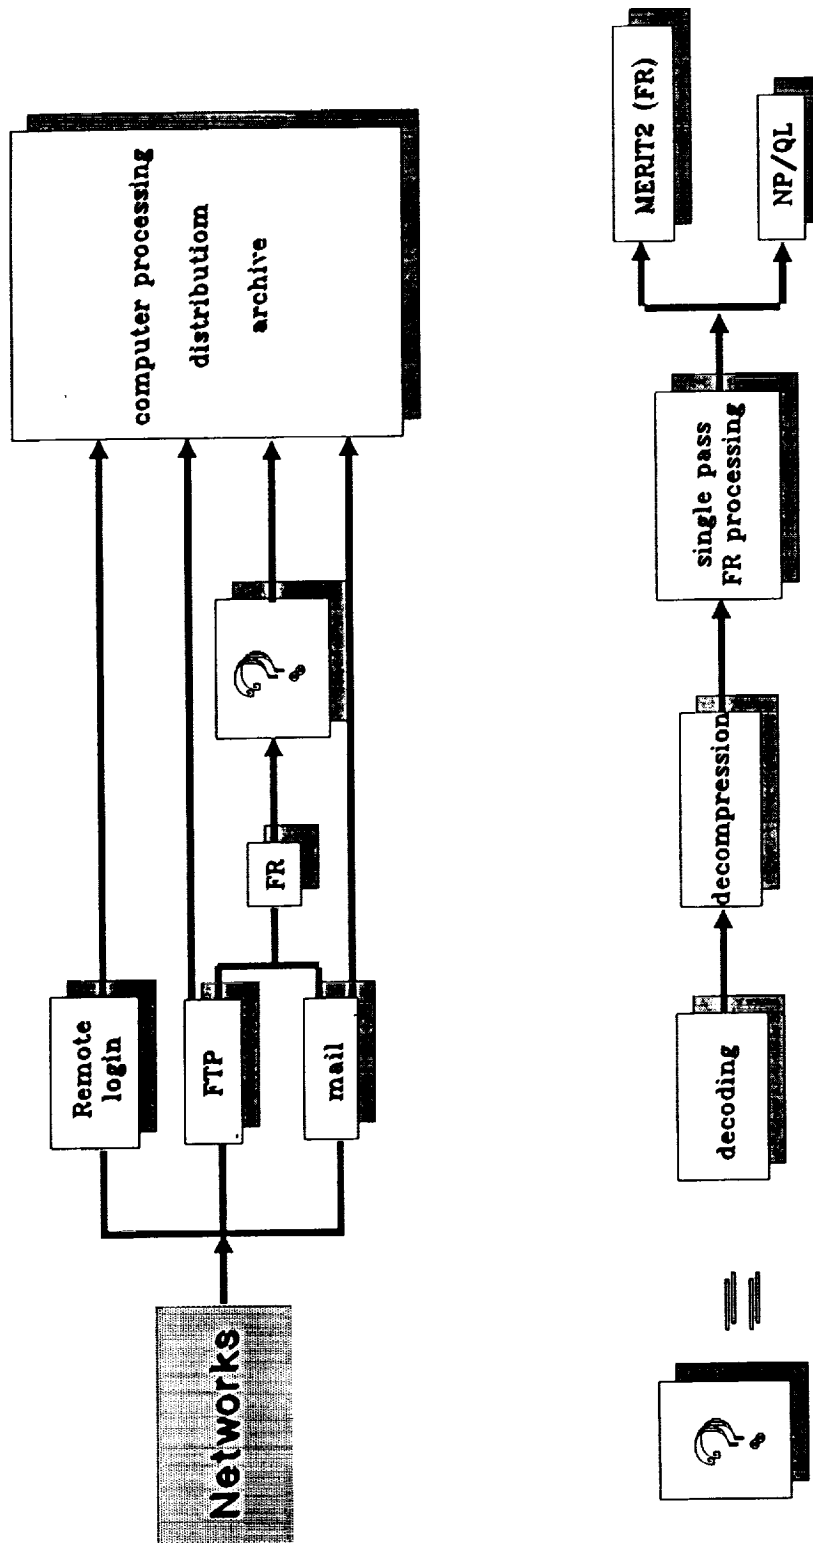 Networks
Remote
login
FTP
mail
FR
?
computer processing
distributiom
archive
?
=
decoding
decompression
single pass
FR processing
MERIT2 (FR)
NP/QL